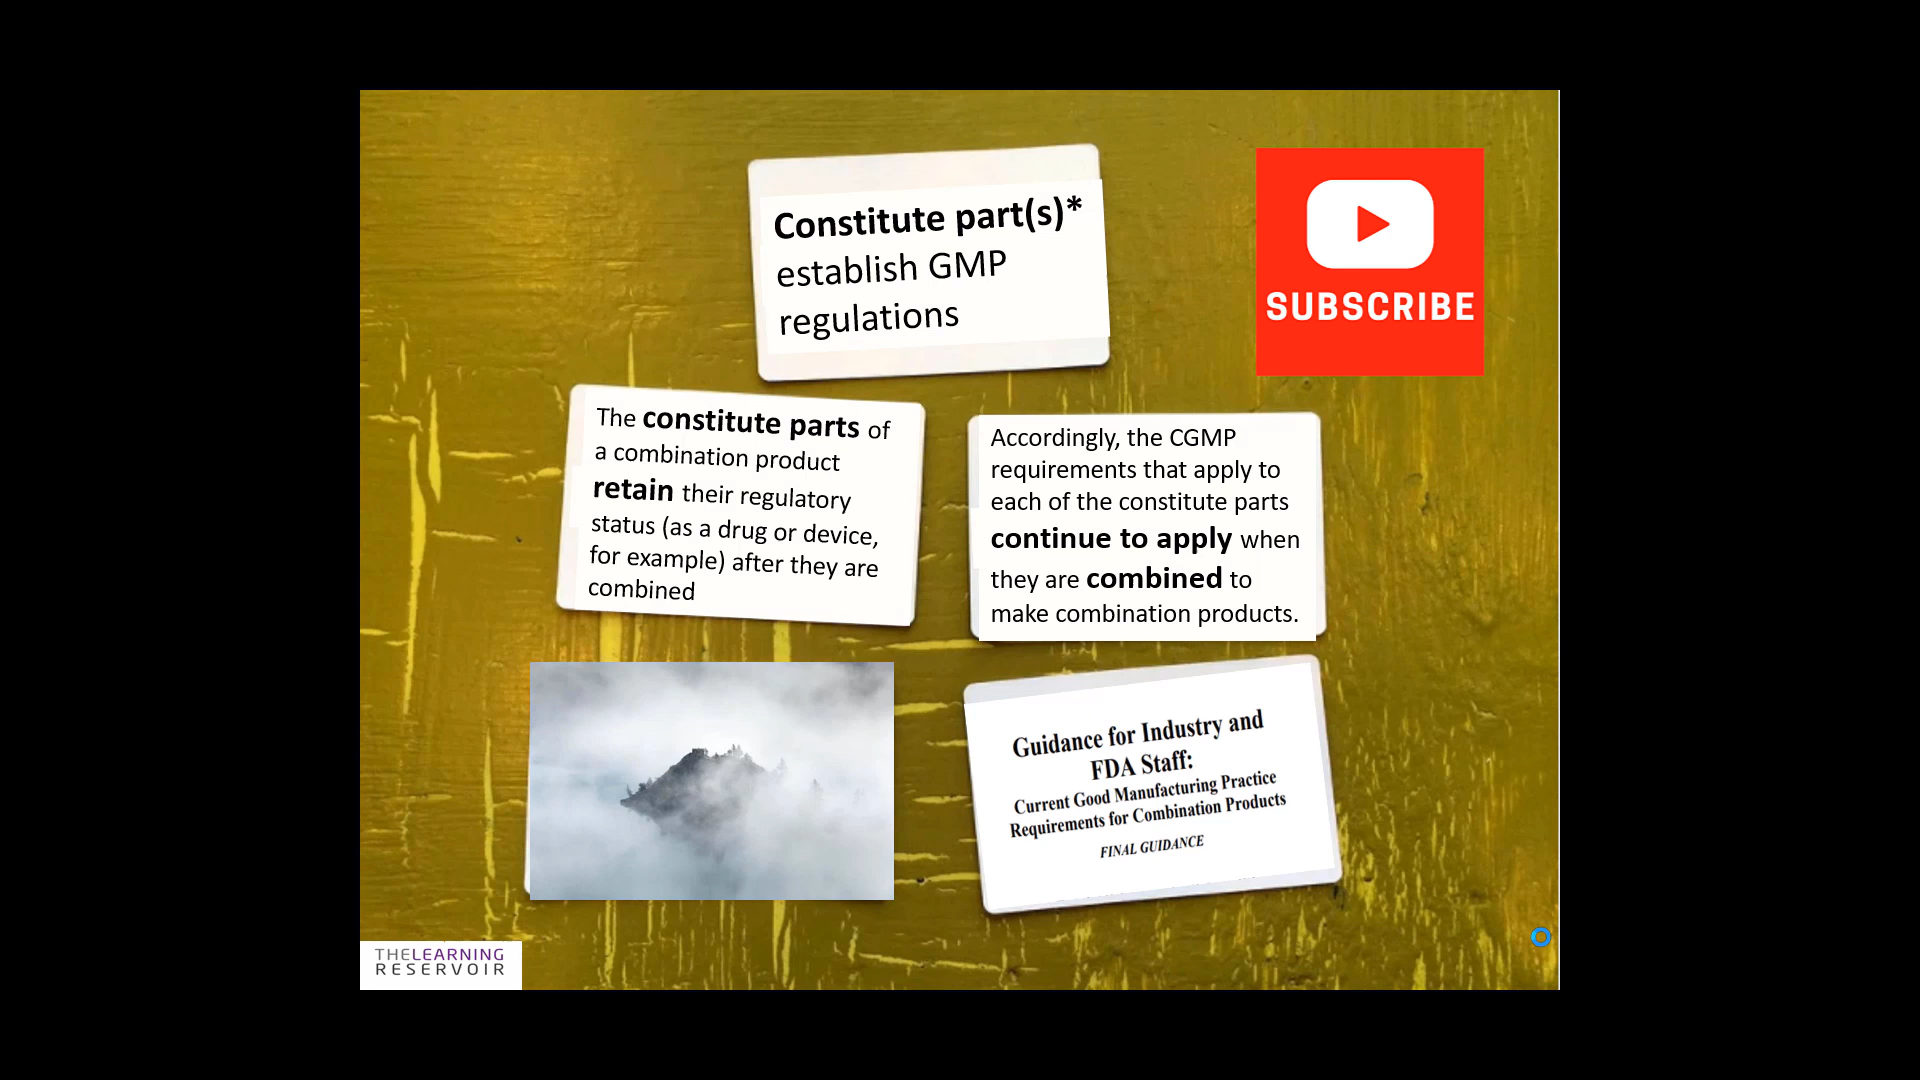 Constitute part(s)*
establish GMP
regulations
SUBSCRIBE
The constitute parts of
a combination product
retain their regulatory
status (as a drug or device,
for example) after they are
combined
Accordingly, the CGMP
requirements that apply to
each of the constitute parts
continue to apply when
they are combined to
make combination products.
Guidance for Industry and
FDA Staff:
Current Good Manufacturing Practice
Requirements for Combination Products
FINAL GUIDANCE
THELEARNING
RESERVOIR